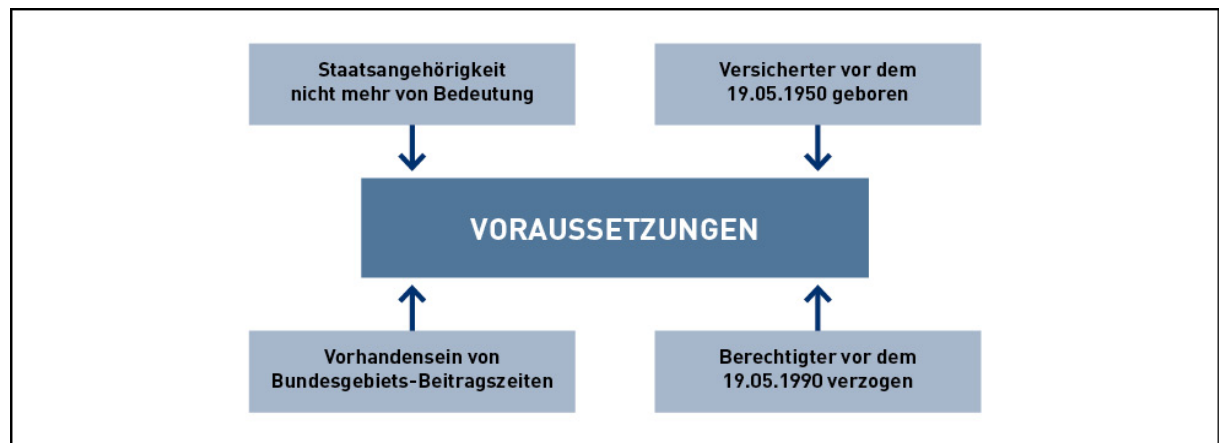 Staatsangehörigkeit
nicht mehr von Bedeutung
Versicherter vor dem
19.05.1950 geboren
VORAUSSETZUNGEN
Vorhandensein von
Bundesgebiets-Beitragszeiten
Berechtigter vor dem
19.05.1990 verzogen